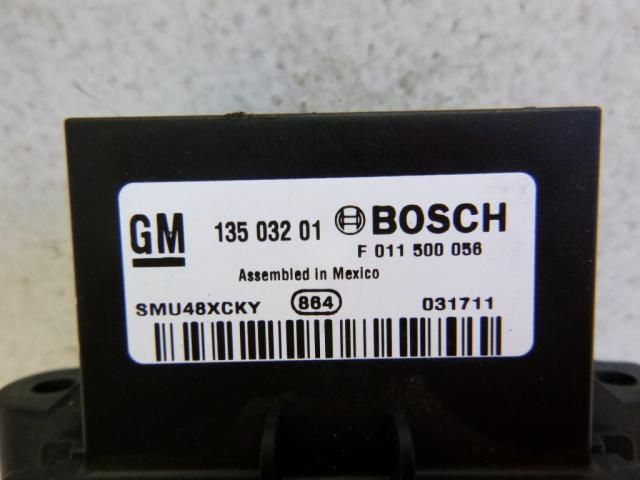 GM 135 032 01 BOSCH
F 011 500 056
Assembled in Mexico
SMU48XCKY 864 031711